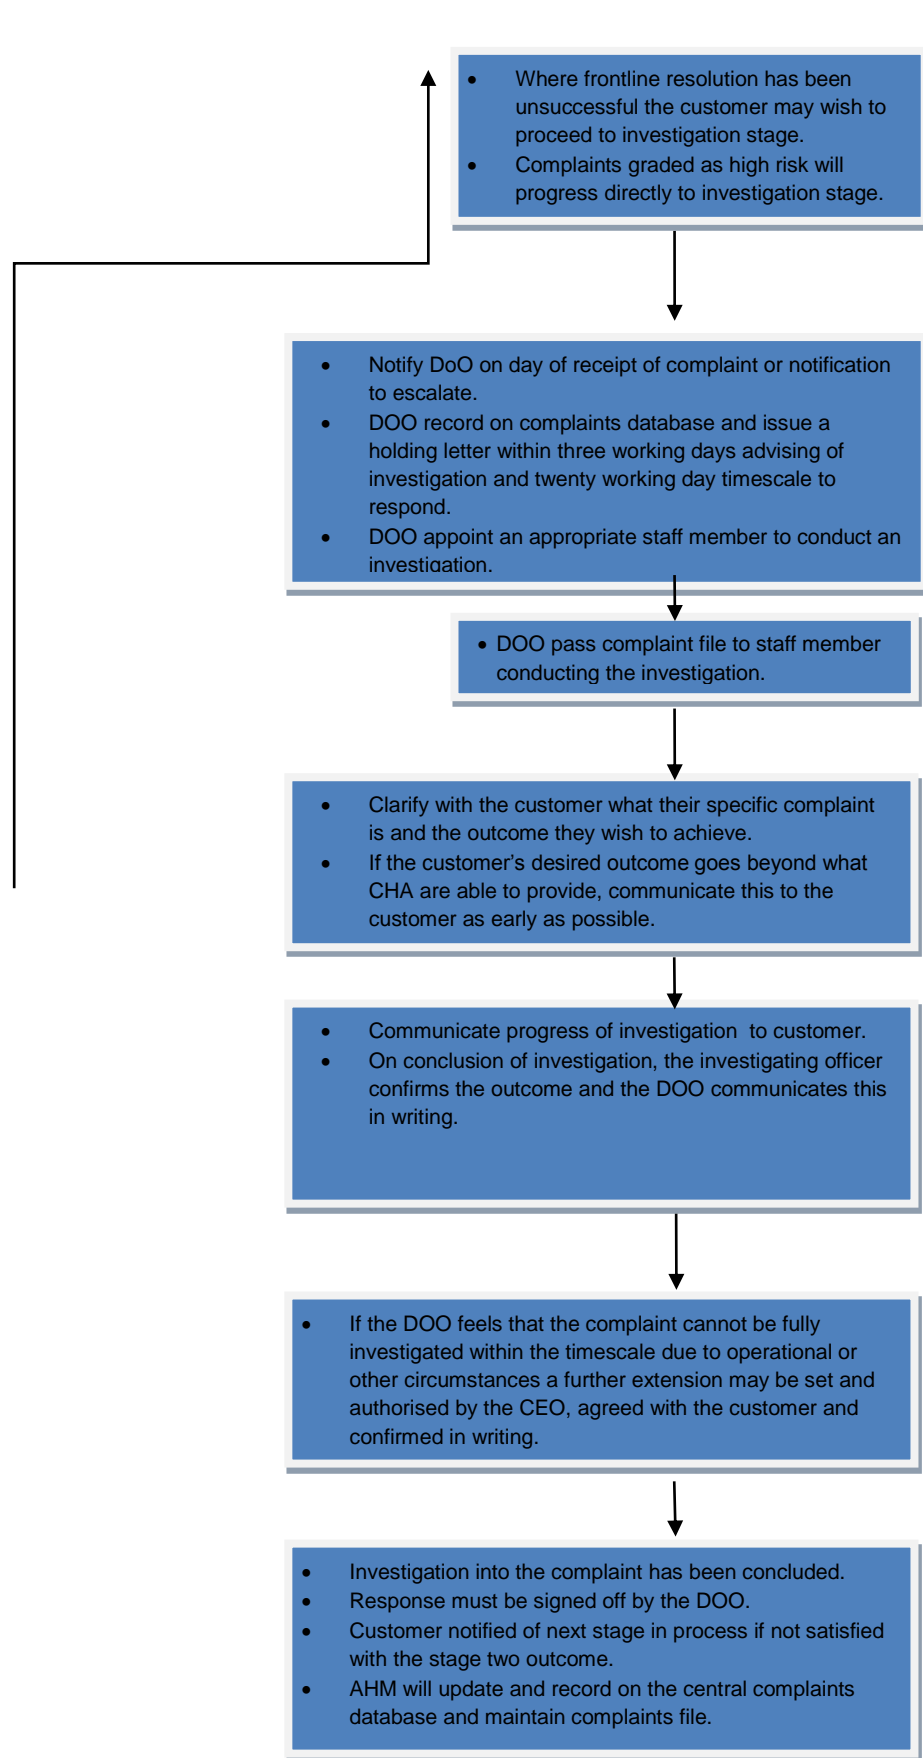 • Where frontline resolution has been
unsuccessful the customer may wish to
proceed to investigation stage.
• Complaints graded as high risk will
progress directly to investigation stage.
• Notify DoO on day of receipt of complaint or notification
to escalate.
• DOO record on complaints database and issue a
holding letter within three working days advising of
investigation and twenty working day timescale to
respond.
• DOO appoint an appropriate staff member to conduct an
investigation.
• DOO pass complaint file to staff member
conducting the investigation.
• Clarify with the customer what their specific complaint
is and the outcome they wish to achieve.
• If the customer’s desired outcome goes beyond what
CHA are able to provide, communicate this to the
customer as early as possible.
• Communicate progress of investigation to customer.
• On conclusion of investigation, the investigating officer
confirms the outcome and the DOO communicates this
in writing.
• If the DOO feels that the complaint cannot be fully
investigated within the timescale due to operational or
other circumstances a further extension may be set and
authorised by the CEO, agreed with the customer and
confirmed in writing.
• Investigation into the complaint has been concluded.
• Response must be signed off by the DOO.
• Customer notified of next stage in process if not satisfied
with the stage two outcome.
• AHM will update and record on the central complaints
database and maintain complaints file.